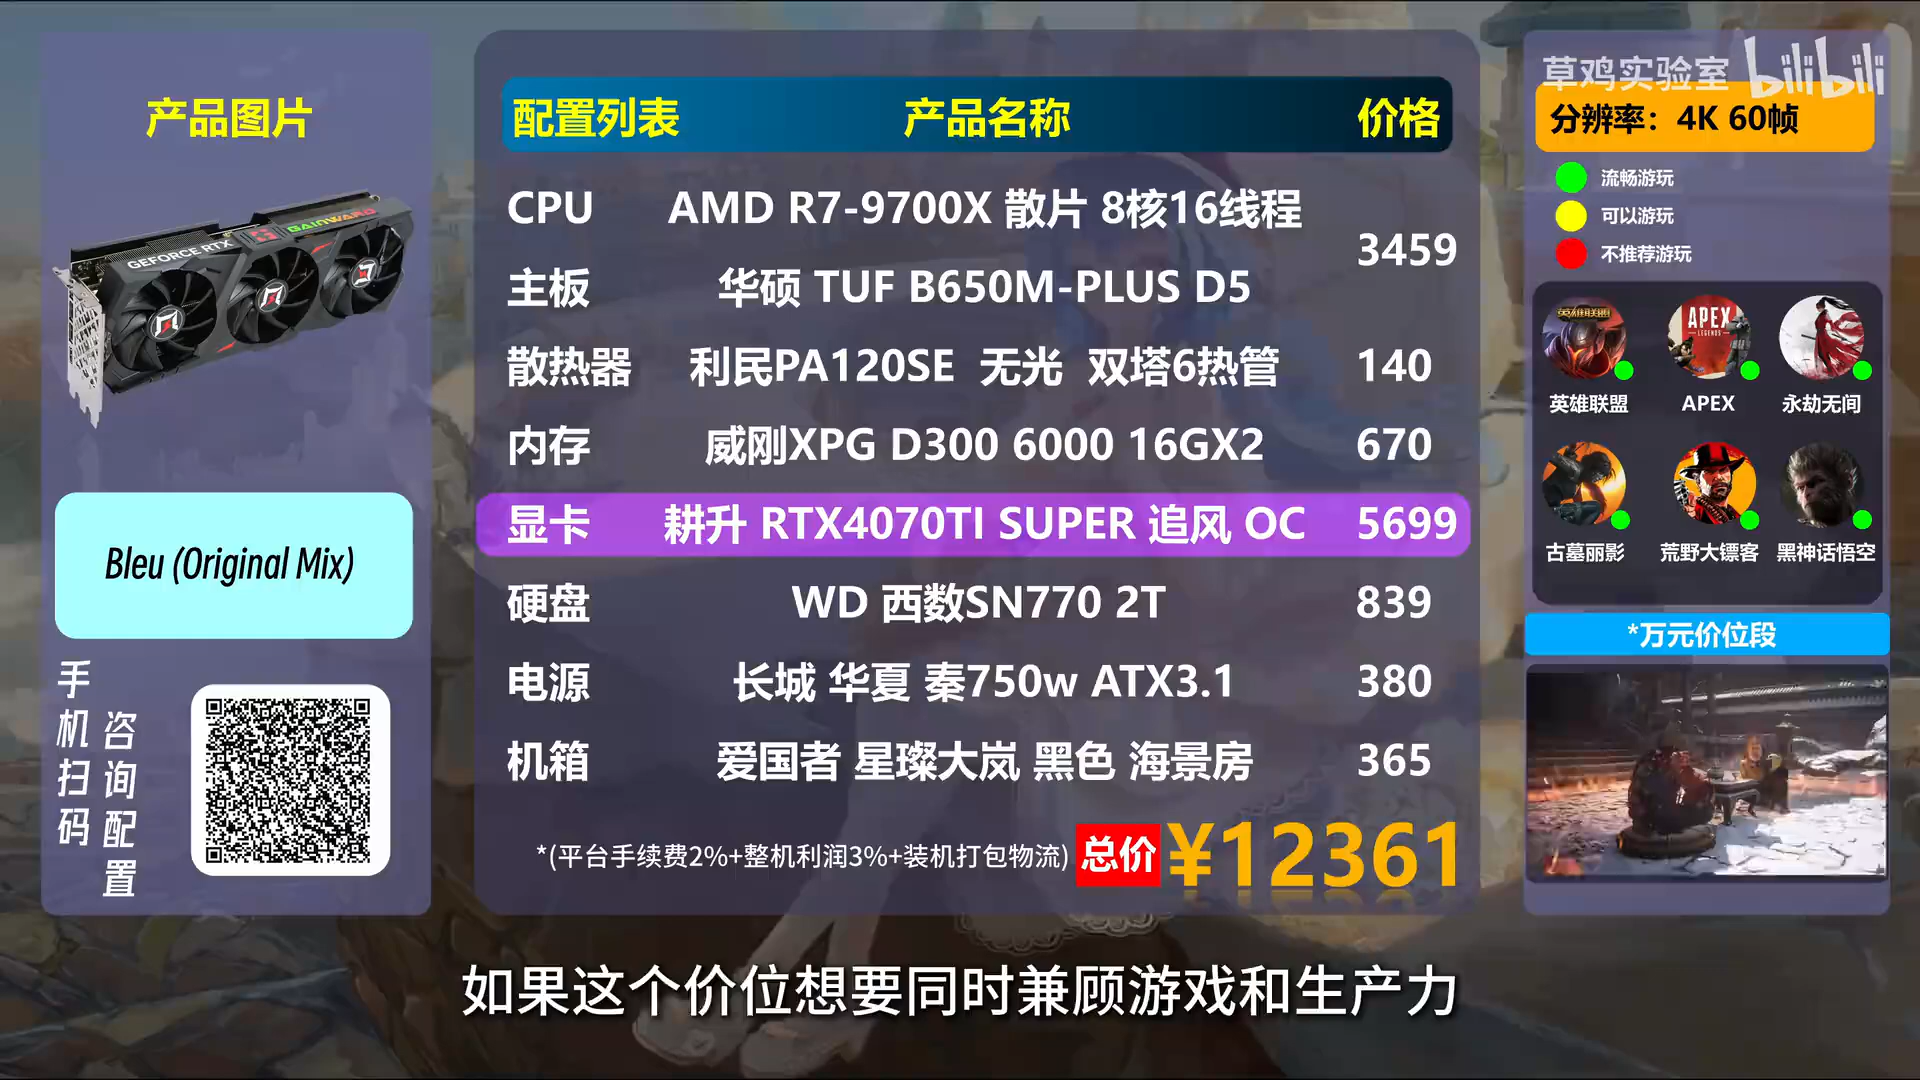 产品图片
GEFORCE RTX
GAINWARD
Bleu (Original Mix)
手机扫码
咨询配置
配置列表 产品名称 价格
CPU AMD R7-9700X 散片 8核16线程
3459
主板 华硕 TUF B650M-PLUS D5
散热器 利民PA120SE 无光 双塔6热管 140
内存 威刚XPG D300 6000 16GX2 670
显卡 耕升 RTX4070TI SUPER 追风 OC 5699
硬盘 WD 西数SN770 2T 839
电源 长城 华夏 秦750w ATX3.1 380
机箱 爱国者 星璨大岚 黑色 海景房 365
*(平台手续费2%+整机利润3%+装机打包物流) 总价 ¥12361
草鸡实验室 bilibili
分辨率：4K 60帧
流畅游玩
可以游玩
不推荐游玩
英雄联盟
APEX
LEGENDS
英雄联盟 APEX 永劫无间
古墓丽影 荒野大镖客 黑神话悟空
*万元价位段
如果这个价位想要同时兼顾游戏和生产力